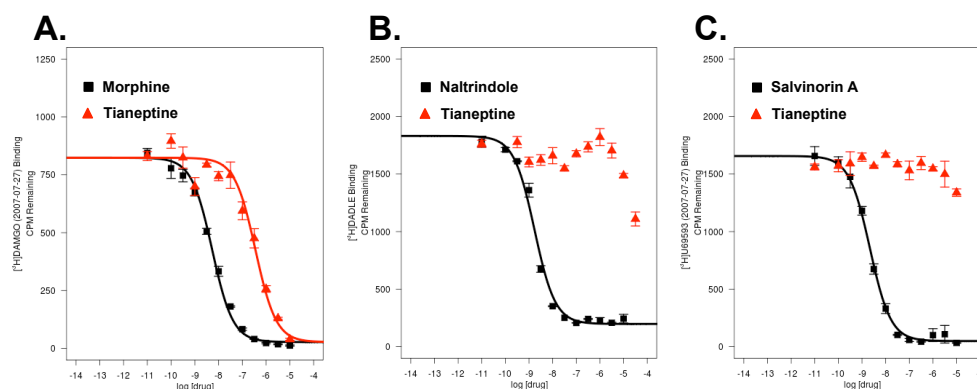 A.
1250
1000
750
500
250
0
Morphine
Tianeptine
[³H]DAMGO (2007-07-27) Binding
CPM Remaining
-14 -13 -12 -11 -10 -9 -8 -7 -6 -5 -4
log [drug]
B.
2500
2000
1500
1000
500
0
Naltrindole
Tianeptine
[³H]DADLE (2007-07-27) Binding
CPM Remaining
-14 -13 -12 -11 -10 -9 -8 -7 -6 -5 -4
log [drug]
C.
2500
2000
1500
1000
500
0
Salvinorin A
Tianeptine
[³H]U69593 (2007-07-27) Binding
CPM Remaining
-14 -13 -12 -11 -10 -9 -8 -7 -6 -5 -4
log [drug]